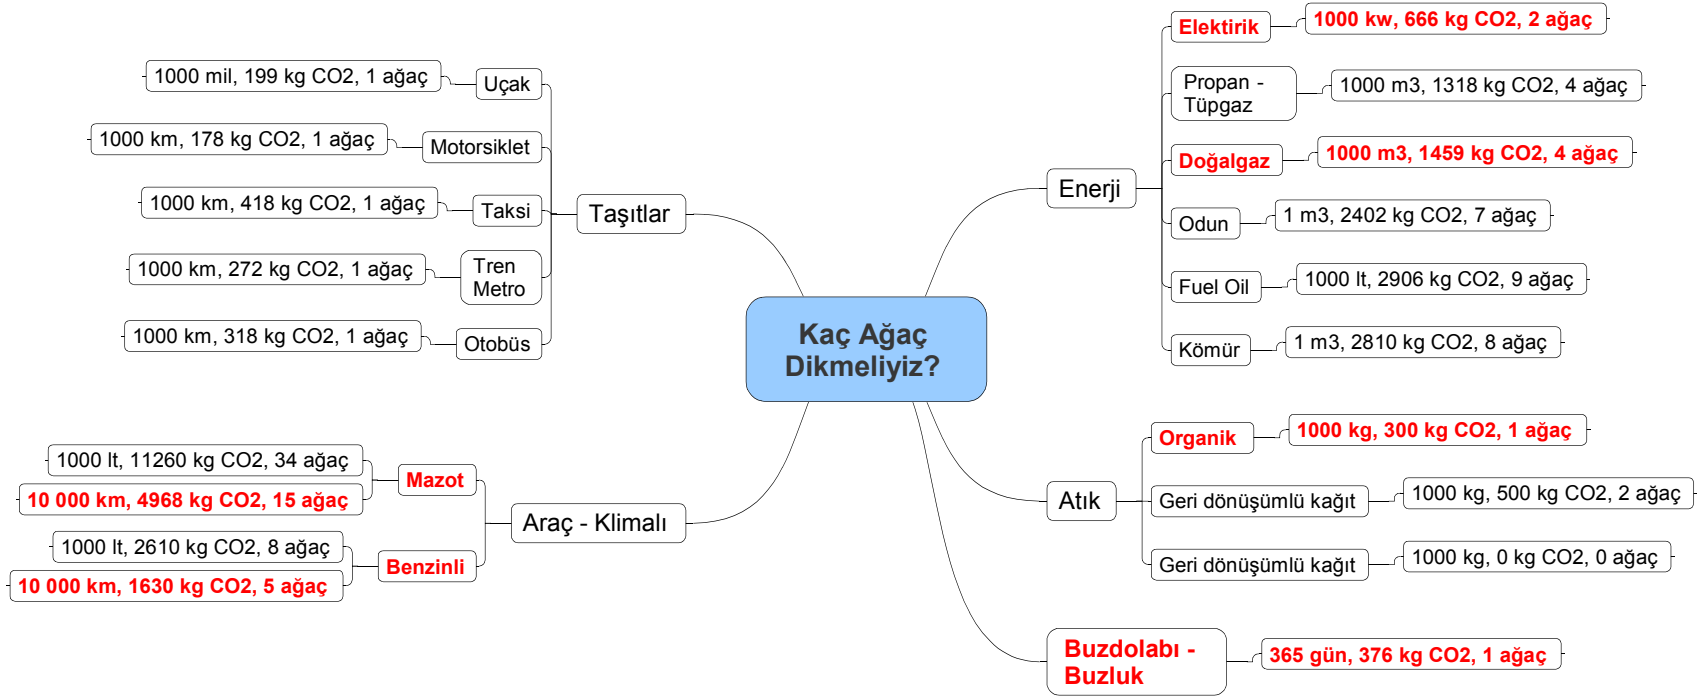 Kaç Ağaç
Dikmeliyiz?
Taşıtlar
Uçak
1000 mil, 199 kg CO2, 1 ağaç
Motorsiklet
1000 km, 178 kg CO2, 1 ağaç
Taksi
1000 km, 418 kg CO2, 1 ağaç
Tren
Metro
1000 km, 272 kg CO2, 1 ağaç
Otobüs
1000 km, 318 kg CO2, 1 ağaç
Araç - Klimalı
Mazot
1000 lt, 11260 kg CO2, 34 ağaç
10 000 km, 4968 kg CO2, 15 ağaç
Benzinli
1000 lt, 2610 kg CO2, 8 ağaç
10 000 km, 1630 kg CO2, 5 ağaç
Enerji
Elektirik
1000 kw, 666 kg CO2, 2 ağaç
Propan -
Tüpgaz
1000 m3, 1318 kg CO2, 4 ağaç
Doğalgaz
1000 m3, 1459 kg CO2, 4 ağaç
Odun
1 m3, 2402 kg CO2, 7 ağaç
Fuel Oil
1000 lt, 2906 kg CO2, 9 ağaç
Kömür
1 m3, 2810 kg CO2, 8 ağaç
Atık
Organik
1000 kg, 300 kg CO2, 1 ağaç
Geri dönüşümlü kağıt
1000 kg, 500 kg CO2, 2 ağaç
Geri dönüşümlü kağıt
1000 kg, 0 kg CO2, 0 ağaç
Buzdolabı -
Buzluk
365 gün, 376 kg CO2, 1 ağaç